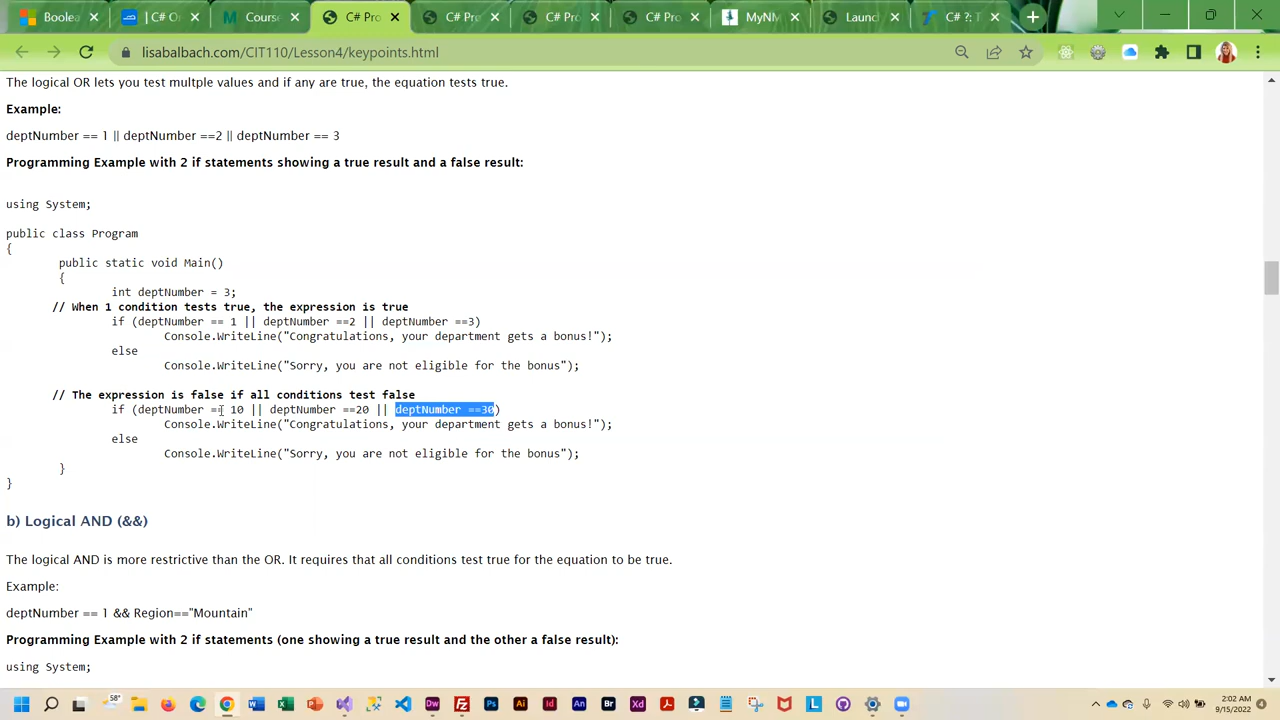 Boolea
| C# O
Course
C# Pro
C# Pro
C# Pro
C# Pro
MyNM
Launc
C# ?: T
lisabalbach.com/CIT110/Lesson4/keypoints.html
The logical OR lets you test multple values and if any are true, the equation tests true.
Example:
deptNumber == 1 || deptNumber ==2 || deptNumber == 3
Programming Example with 2 if statements showing a true result and a false result:
using System;
public class Program
{
public static void Main()
{
int deptNumber = 3;
// When 1 condition tests true, the expression is true
if (deptNumber == 1 || deptNumber ==2 || deptNumber ==3)
Console.WriteLine("Congratulations, your department gets a bonus!");
else
Console.WriteLine("Sorry, you are not eligible for the bonus");
// The expression is false if all conditions test false
if (deptNumber == 10 || deptNumber ==20 || deptNumber ==30)
Console.WriteLine("Congratulations, your department gets a bonus!");
else
Console.WriteLine("Sorry, you are not eligible for the bonus");
}
}
b) Logical AND (&&)
The logical AND is more restrictive than the OR. It requires that all conditions test true for the equation to be true.
Example:
deptNumber == 1 && Region=="Mountain"
Programming Example with 2 if statements (one showing a true result and the other a false result):
using System;
58°
2:02 AM
9/15/2022